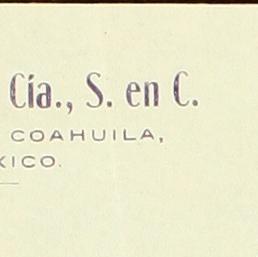 Cía., S. en C.
COAHUILA,
XICO.